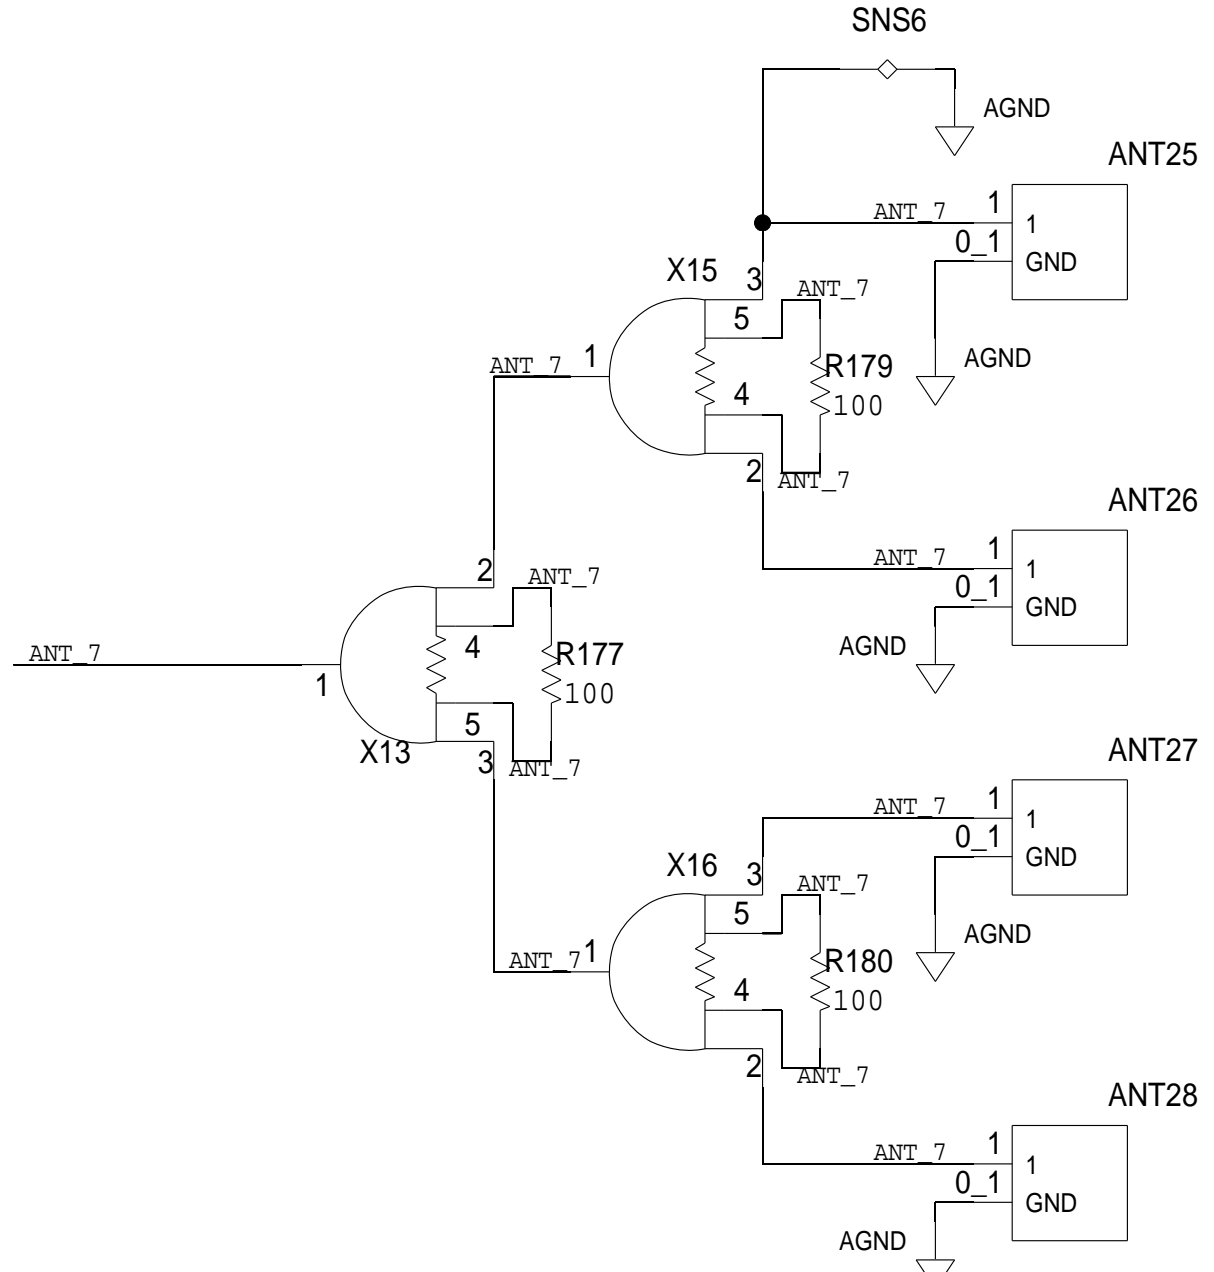 SNS6
AGND
ANT25
ANT_7
1
1
0_1
GND
X15
3
ANT_7
5
1
ANT_7
R179
100
AGND
4
2
ANT_7
ANT26
ANT_7
1
1
0_1
GND
AGND
2
ANT_7
4
R177
100
ANT_7
1
5
X13
3
ANT_7
ANT27
ANT_7
1
1
0_1
GND
X16
3
ANT_7
5
AGND
ANT_7
1
R180
100
4
2
ANT_7
ANT28
ANT_7
1
1
0_1
GND
AGND